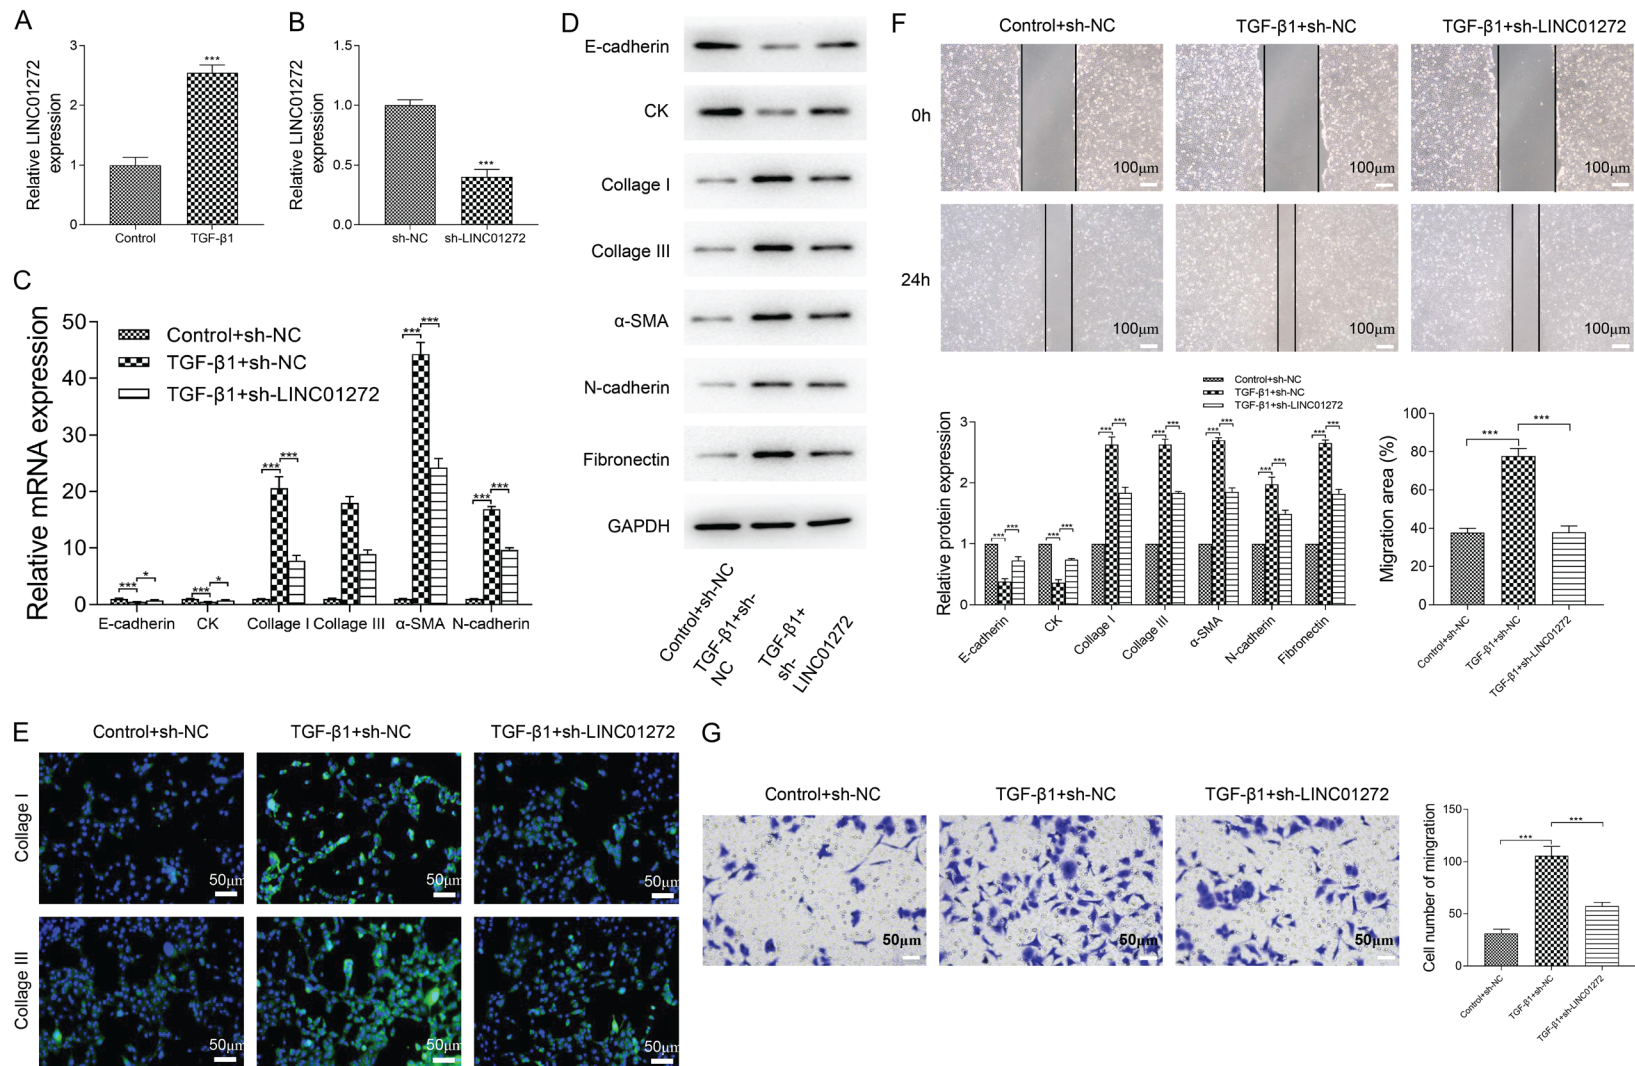 A
Relative LINC01272
expression
3
2
1
0
***
Control
TGF-β1
B
Relative LINC01272
expression
1.5
1.0
0.5
0.0
***
sh-NC
sh-LINC01272
C
Relative mRNA expression
50
40
30
20
10
0
Control+sh-NC
TGF-β1+sh-NC
TGF-β1+sh-LINC01272
*** *
*** *
*** ***
*** ***
*** ***
E-cadherin
CK
Collage I
Collage III
α-SMA
N-cadherin
D
E-cadherin
CK
Collage I
Collage III
α-SMA
N-cadherin
Fibronectin
GAPDH
Control+sh-NC
TGF-β1+sh-
NC
TGF-β1+
sh-
LINC01272
Control+sh-NC
TGF-β1+sh-NC
TGF-β1+sh-LINC01272
Relative protein expression
3
2
1
0
*** ***
*** ***
*** ***
*** ***
*** ***
*** ***
*** ***
E-cadherin
CK
Collage I
Collage III
α-SMA
N-cadherin
Fibronectin
E
Control+sh-NC
TGF-β1+sh-NC
TGF-β1+sh-LINC01272
Collage I
50μm
50μm
50μm
Collage III
50μm
50μm
50μm
F
Control+sh-NC
TGF-β1+sh-NC
TGF-β1+sh-LINC01272
0h
100μm
100μm
100μm
24h
100μm
100μm
100μm
Migration area (%)
100
80
60
40
20
0
***
***
Control+sh-NC
TGF-β1+sh-NC
TGF-β1+sh-LINC01272
G
Control+sh-NC
TGF-β1+sh-NC
TGF-β1+sh-LINC01272
50μm
50μm
50μm
Cell number of mingration
150
100
50
0
***
***
Control+sh-NC
TGF-β1+sh-NC
TGF-β1+sh-LINC01272